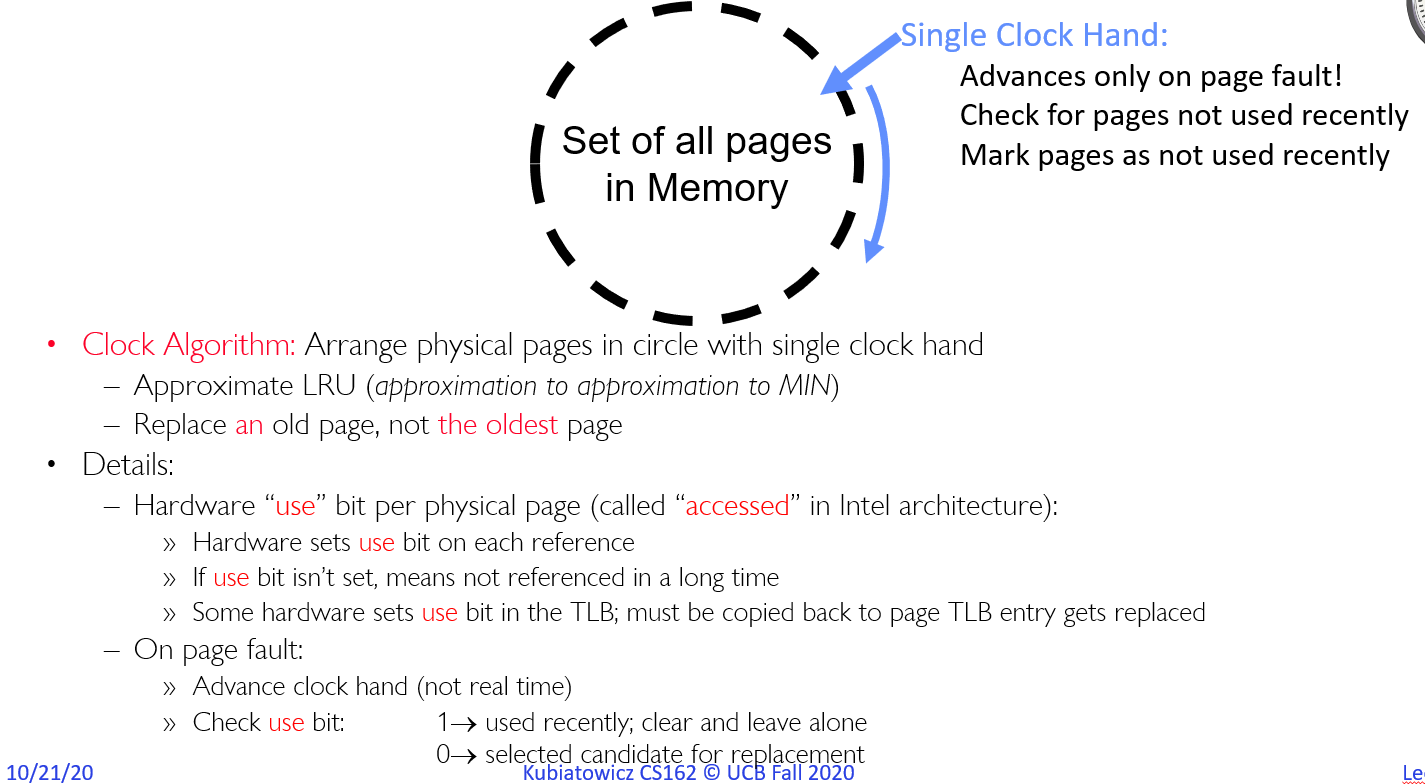 Single Clock Hand:
Advances only on page fault!
Check for pages not used recently
Mark pages as not used recently
Set of all pages
in Memory
• Clock Algorithm: Arrange physical pages in circle with single clock hand
– Approximate LRU (approximation to approximation to MIN)
– Replace an old page, not the oldest page
• Details:
– Hardware “use” bit per physical page (called “accessed” in Intel architecture):
» Hardware sets use bit on each reference
» If use bit isn’t set, means not referenced in a long time
» Some hardware sets use bit in the TLB; must be copied back to page TLB entry gets replaced
– On page fault:
» Advance clock hand (not real time)
» Check use bit: 1→ used recently; clear and leave alone
0→ selected candidate for replacement
10/21/20 Kubiatowicz CS162 © UCB Fall 2020